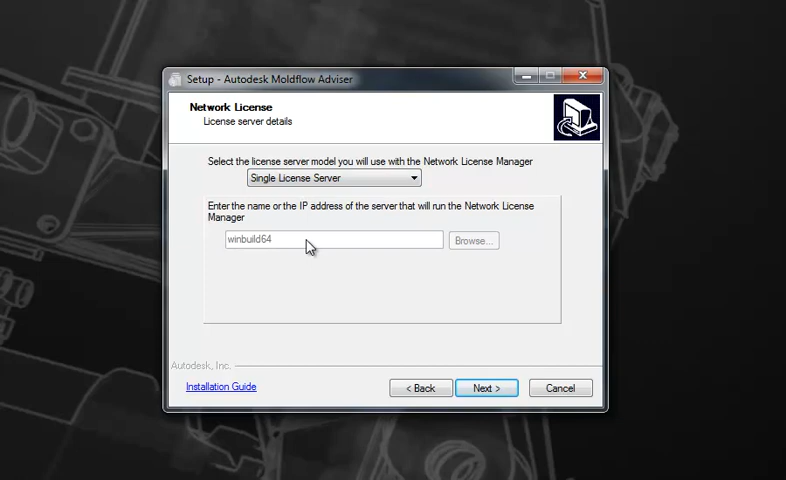 Setup - Autodesk Moldflow Adviser
Network License
License server details
Select the license server model you will use with the Network License Manager
Single License Server
Enter the name or the IP address of the server that will run the Network License
Manager
winbuild64
Browse...
Autodesk, Inc.
Installation Guide
< Back
Next >
Cancel